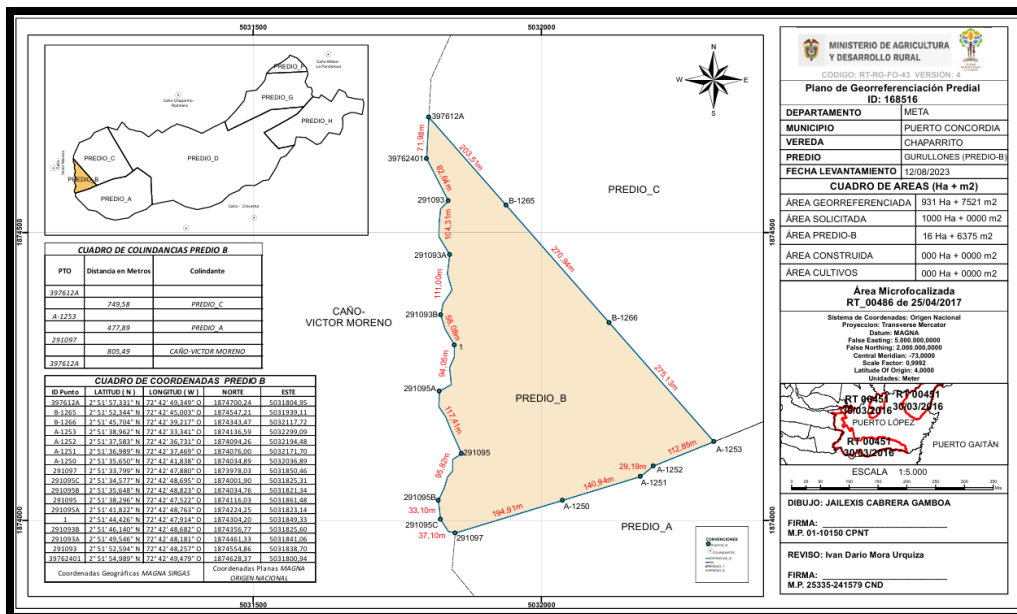 5031500
5032000
1874500
1874000
Caño Chaparrito-
PREDIO_F
PREDIO_G
PREDIO_H
PREDIO_C
PREDIO_D
PREDIO_B
PREDIO_A
CUADRO DE COLINDANCIAS PREDIO B
PTO Distancia en Metros Colindante
397612A
749,58 PREDIO_C
A-1253
477,89 PREDIO_A
291097
805,49 CAÑO-VICTOR MORENO
397612A
CUADRO DE COORDENADAS PREDIO B
ID Punto LATITUD ( N ) LONGITUD ( W ) NORTE ESTE
397612A 2° 51' 57,331" N 72° 42' 49,349" O 1874700,24 5031804,95
B-1265 2° 51' 52,344" N 72° 42' 45,003" O 1874547,21 5031939,11
B-1266 2° 51' 45,704" N 72° 42' 39,217" O 1874343,47 5032117,72
A-1253 2° 51' 38,962" N 72° 42' 33,341" O 1874136,59 5032299,09
A-1252 2° 51' 37,583" N 72° 42' 36,731" O 1874094,26 5032194,48
A-1251 2° 51' 36,989" N 72° 42' 37,469" O 1874076,00 5032171,70
A-1250 2° 51' 35,650" N 72° 42' 41,838" O 1874034,89 5032036,89
291097 2° 51' 33,799" N 72° 42' 47,880" O 1873978,03 5031850,46
291095C 2° 51' 34,577" N 72° 42' 48,695" O 1874001,90 5031825,31
291095B 2° 51' 35,648" N 72° 42' 48,823" O 1874034,76 5031821,34
291095 2° 51' 38,296" N 72° 42' 47,522" O 1874116,03 5031861,48
291095A 2° 51' 41,822" N 72° 42' 48,763" O 1874224,25 5031823,14
1 2° 51' 44,426" N 72° 42' 47,914" O 1874304,20 5031849,33
291093B 2° 51' 46,140" N 72° 42' 48,682" O 1874356,77 5031825,60
291093A 2° 51' 49,546" N 72° 42' 48,181" O 1874461,33 5031841,06
291093 2° 51' 52,594" N 72° 42' 48,257" O 1874554,86 5031838,70
39762401 2° 51' 54,989" N 72° 42' 49,479" O 1874628,37 5031800,94
Coordenadas Geográficas MAGNA SIRGAS
Coordenadas Planas MAGNA
ORIGEN NACIONAL
N
W E
S
397612A
71,98m
203,51m
39762401
82,64m
PREDIO_C
291093
B-1265
104,31m
291093A
270,94m
111,00m
CAÑO-
VICTOR MORENO
291093B
58,08m
B-1266
1
94,05m
275,13m
291095A
PREDIO_B
117,41m
A-1253
112,85m
291095
29,19m
A-1252
A-1251
95,82m
140,94m
291095B
A-1250
33,10m
194,91m
291095C
37,10m
291097
PREDIO_A
CONVENCIONES
MINISTERIO DE AGRICULTURA
Y DESARROLLO RURAL
CÓDIGO: RT-RG-FO-43 VERSIÓN: 4
Plano de Georreferenciación Predial
ID: 168516
DEPARTAMENTO META
MUNICIPIO PUERTO CONCORDIA
VEREDA CHAPARRITO
PREDIO GURULLONES (PREDIO-B)
FECHA LEVANTAMIENTO 12/08/2023
CUADRO DE AREAS (Ha + m2)
ÁREA GEORREFERENCIADA 931 Ha + 7521 m2
ÁREA SOLICITADA 1000 Ha + 0000 m2
ÁREA PREDIO-B 16 Ha + 6375 m2
ÁREA CONSTRUIDA 000 Ha + 0000 m2
ÁREA CULTIVOS 000 Ha + 0000 m2
Área Microfocalizada
RT_00486 de 25/04/2017
Sistema de Coordenadas: Origen Nacional
Proyeccion: Transverse Mercator
Datum: MAGNA
False Easting: 5.000.000,0000
False Northing: 2.000.000,0000
Central Meridian: -73,0000
Scale Factor: 0,9992
Latitude Of Origin: 4,0000
Unidades: Meter
RT 00451
30/03/2016
RT 00451
30/03/2016
PUERTO LÓPEZ
RT 00451
30/03/2016
PUERTO GAITÁN
ESCALA 1:5.000
DIBUJO: JAILEXIS CABRERA GAMBOA
FIRMA:
M.P. 01-10150 CPNT
REVISO: Ivan Dario Mora Urquiza
FIRMA:
M.P. 25335-241579 CND